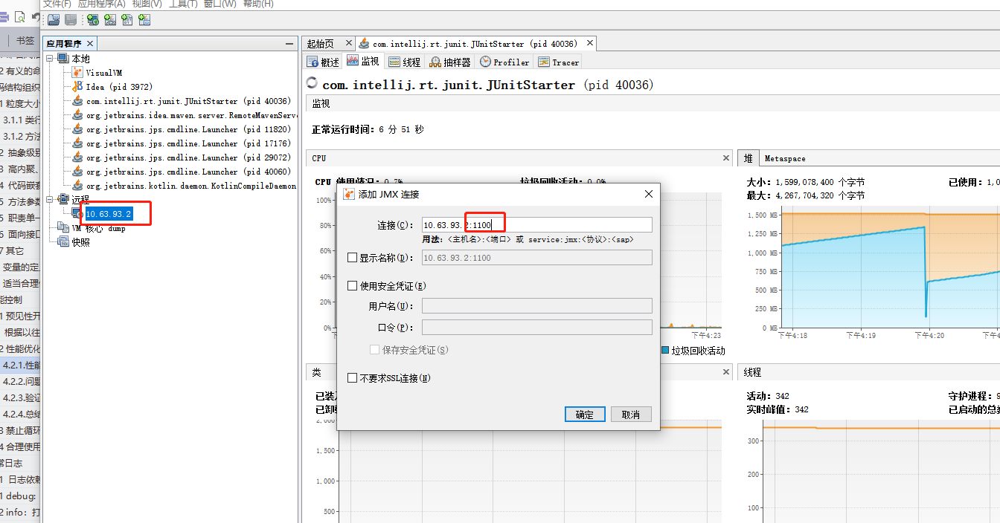 文件(F) 应用程序(A) 视图(V) 工具(T) 窗口(W) 帮助(H)
书签
应用程序
本地
VisualVM
Idea (pid 3972)
com.intellij.rt.junit.JUnitStarter (pid 40036)
org.jetbrains.idea.maven.server.RemoteMavenServe
org.jetbrains.jps.cmdline.Launcher (pid 11820)
org.jetbrains.jps.cmdline.Launcher (pid 17176)
org.jetbrains.jps.cmdline.Launcher (pid 29072)
org.jetbrains.jps.cmdline.Launcher (pid 40060)
org.jetbrains.kotlin.daemon.KotlinCompileDaemon
远程
10.63.93.2
VM 核心 dump
快照
2 有义的命
码结构组织
1 粒度大小
3.1.1 类行
3.1.2 方法
2 抽象级别
3 高内聚、
4 代码嵌套
5 方法参数
5 职责单一
6 面向接口
7 其它
变量的定
适当合理
能控制
1 预见性开
根据以往
2 性能优化
4.2.1.性能
4.2.2.问题
4.2.3.验证
4.2.4.总结
3 禁止循环
4 合理使用
常日志
1 日志依赖
1 debug:
2 info：打
起始页
com.intellij.rt.junit.JUnitStarter (pid 40036)
概述 监视 线程 抽样器 Profiler Tracer
com.intellij.rt.junit.JUnitStarter (pid 40036)
监视
正常运行时间：6 分 51 秒
CPU
CPU 使用情况：0.7% 垃圾回收活动：0.0%
100%
80%
60%
40%
20%
0%
下午4:23
垃圾回收活动
堆 Metaspace
大小：1,599,078,400 个字节 已使用：1,0
最大：4,267,704,320 个字节
1,500 MB
1,250 MB
1,000 MB
750 MB
500 MB
250 MB
0 MB
下午4:18 下午4:19 下午4:20 下午4
添加 JMX 连接
连接(C)： 10.63.93.2:1100
用法：<主机名>:<端口> 或 service:jmx:<协议>:<sap>
显示名称(D)： 10.63.93.2:1100
使用安全凭证(E)
用户名(U)：
口令(P)：
保存安全凭证(S)
不要求SSL连接(N)
确定 取消
类
已装入
已卸载
2,000
1,500
1,000
500
线程
活动：342 守护进程：9
实时峰值：342 已启动的总数
300
200
100